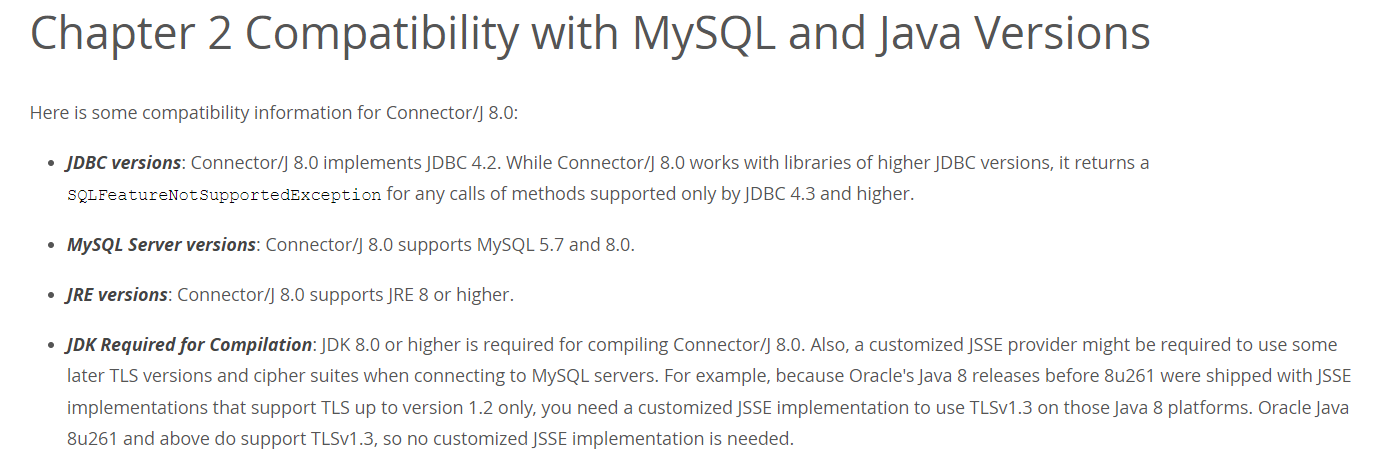 Chapter 2 Compatibility with MySQL and Java Versions
Here is some compatibility information for Connector/J 8.0:
• JDBC versions: Connector/J 8.0 implements JDBC 4.2. While Connector/J 8.0 works with libraries of higher JDBC versions, it returns a
SQLFeatureNotSupportedException for any calls of methods supported only by JDBC 4.3 and higher.
• MySQL Server versions: Connector/J 8.0 supports MySQL 5.7 and 8.0.
• JRE versions: Connector/J 8.0 supports JRE 8 or higher.
• JDK Required for Compilation: JDK 8.0 or higher is required for compiling Connector/J 8.0. Also, a customized JSSE provider might be required to use some
later TLS versions and cipher suites when connecting to MySQL servers. For example, because Oracle's Java 8 releases before 8u261 were shipped with JSSE
implementations that support TLS up to version 1.2 only, you need a customized JSSE implementation to use TLSv1.3 on those Java 8 platforms. Oracle Java
8u261 and above do support TLSv1.3, so no customized JSSE implementation is needed.